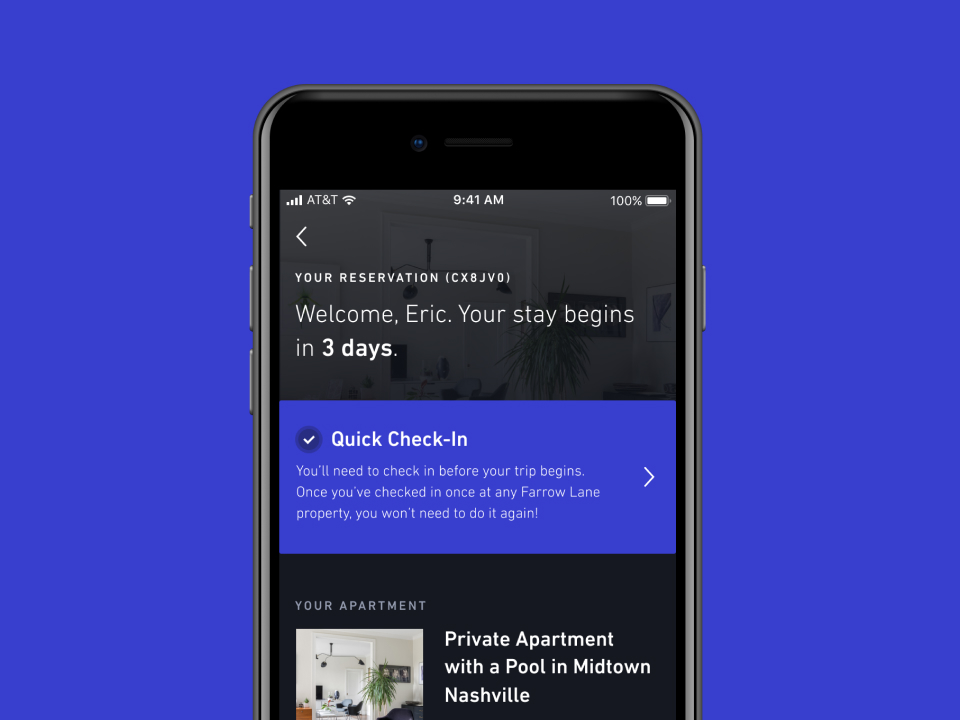 AT&T 9:41 AM 100%
YOUR RESERVATION (CX8JV0)
Welcome, Eric. Your stay begins
in 3 days.
Quick Check-In
You'll need to check in before your trip begins.
Once you've checked in once at any Farrow Lane
property, you won't need to do it again!
YOUR APARTMENT
Private Apartment
with a Pool in Midtown
Nashville